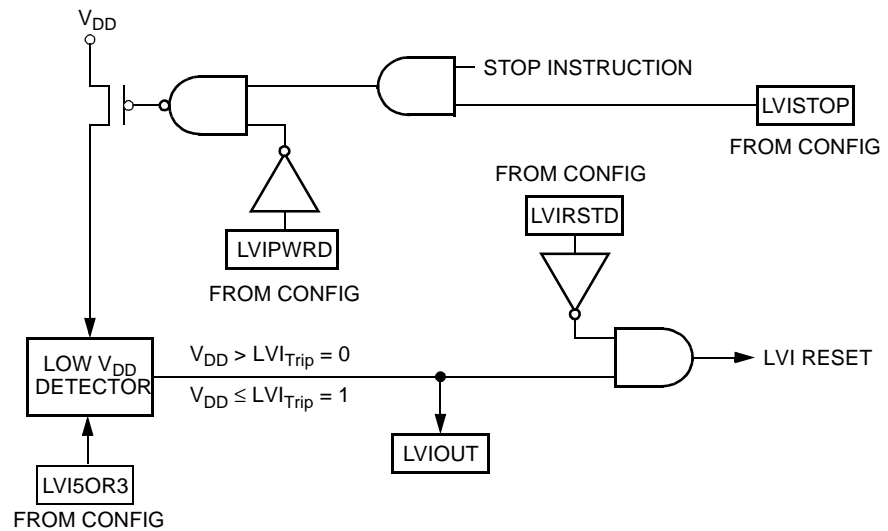 VDD
STOP INSTRUCTION
LVISTOP
FROM CONFIG
FROM CONFIG
LVIRSTD
LVIPWRD
FROM CONFIG
LOW VDD
DETECTOR
VDD > LVITrip = 0
VDD ≤ LVITrip = 1
LVI RESET
LVIOUT
LVI5OR3
FROM CONFIG